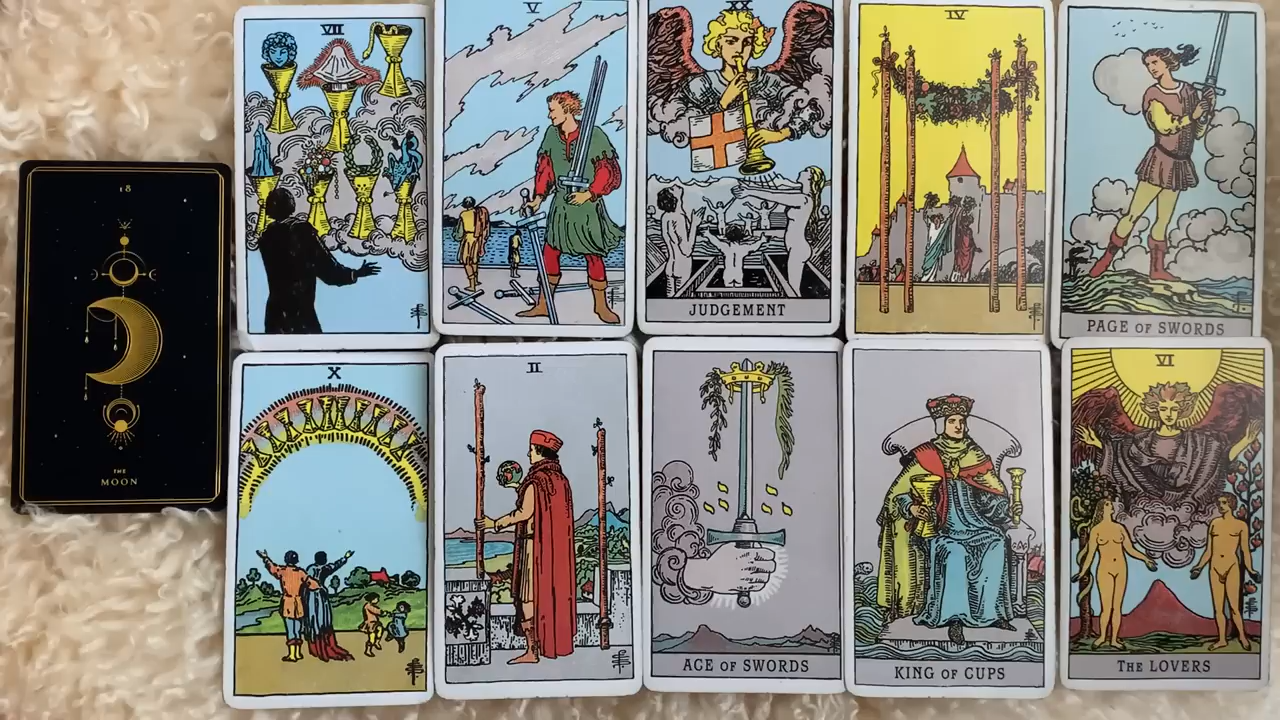 18
THE
MOON
VII
V
XX
JUDGEMENT
IV
PAGE OF SWORDS
X
II
ACE OF SWORDS
KING OF CUPS
VI
THE LOVERS